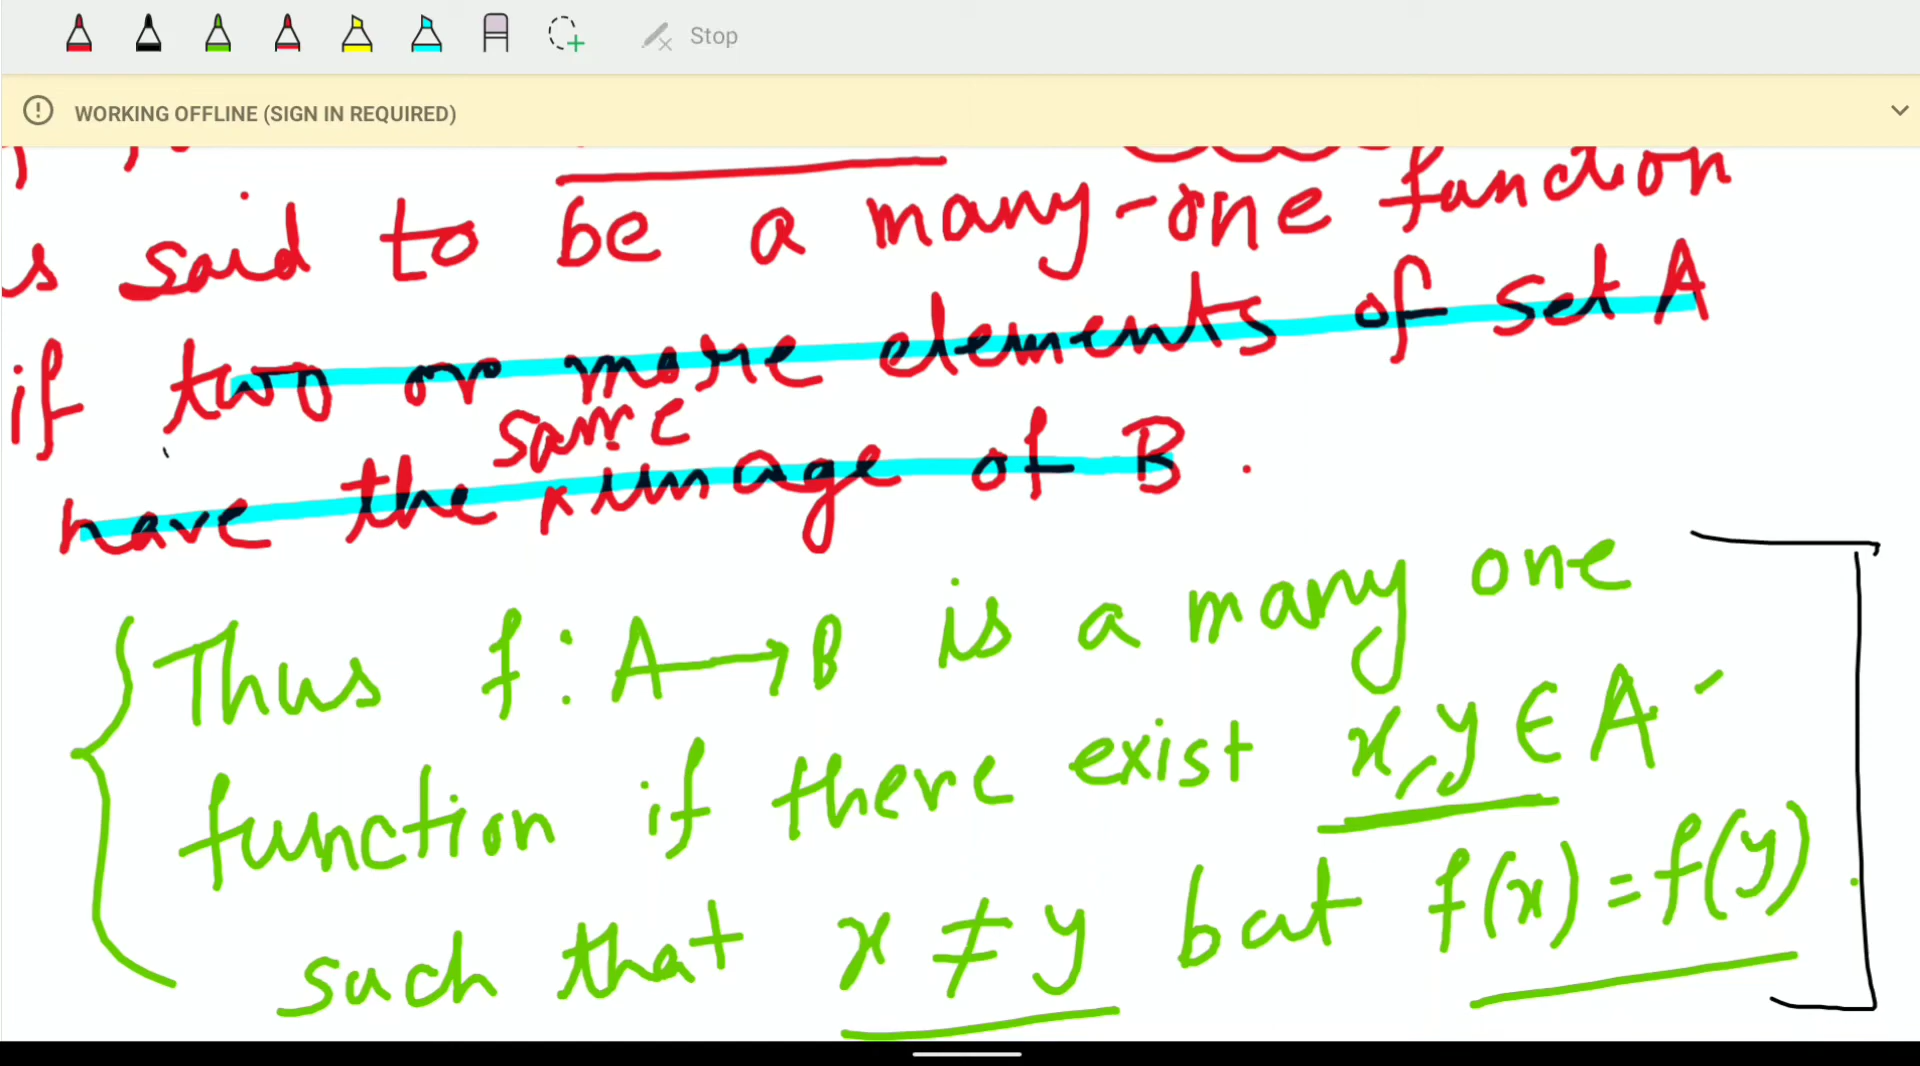 Stop
WORKING OFFLINE (SIGN IN REQUIRED)
s said to be a many-one function
if two or more elements of set A
same
have the image of B.
Thus f: A→B is a many one
function if there exist x,y ∈ A
such that x ≠ y but f(x) = f(y).